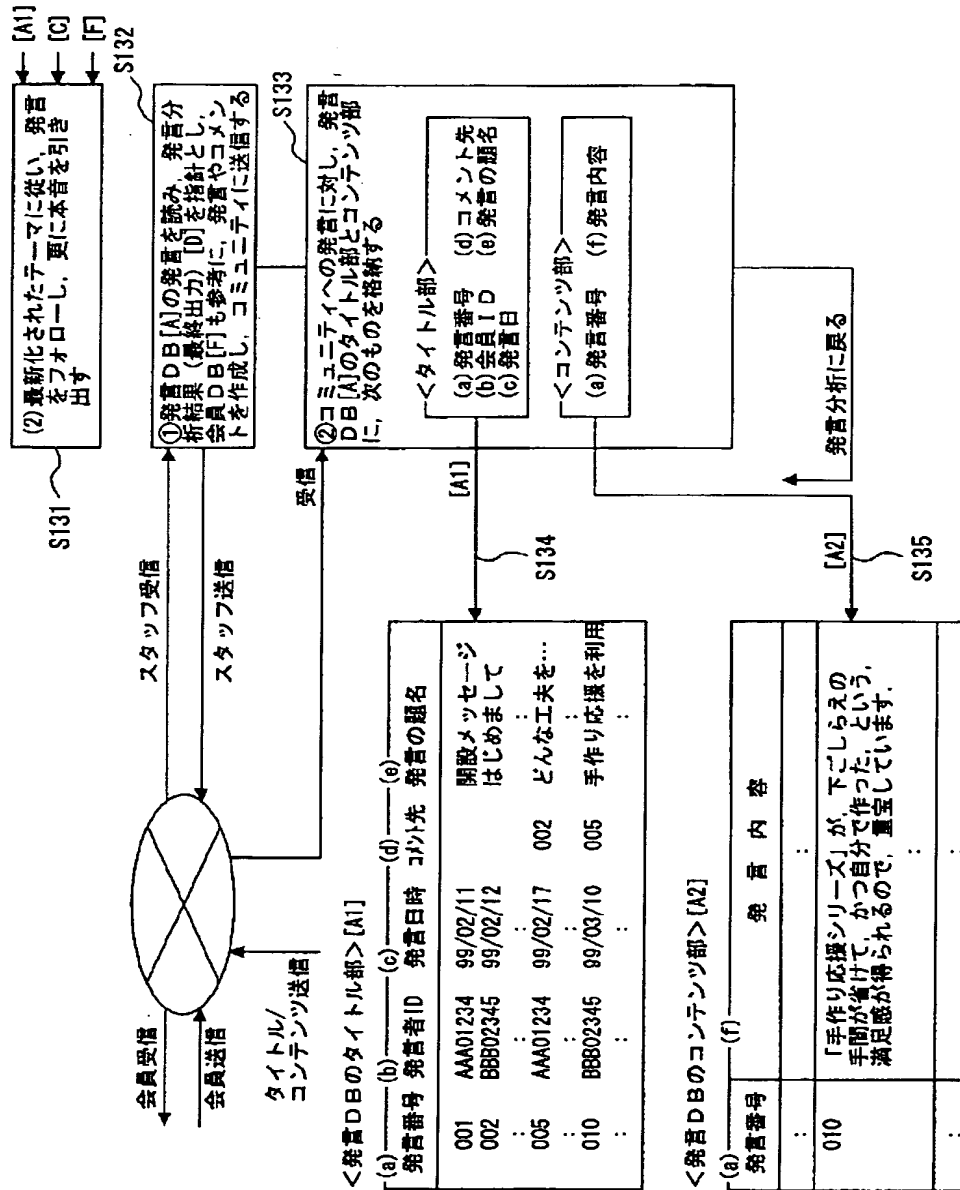 [A1]
[C]
[F]
(2)最新化されたテーマに従い，発言
をフォローし，更に本音を引き
出す
S131
S132
①発言DB[A]の発言を読み，発言分
析結果（最終出力）[D]を指針とし，
会員DB[F]も参考に，発言やコメン
トを作成し，コミュニティに送信する
S133
②コミュニティへの発言に対し，発言
DB[A]のタイトル部とコンテンツ部
に，次のものを格納する
<タイトル部>
(a)発言番号 (d)コメント先
(b)会員ID (e)発言の題名
(c)発言日
<コンテンツ部>
(a)発言番号 (f)発言内容
発言分析に戻る
スタッフ受信
スタッフ送信
受信
[A1]
S134
[A2]
S135
会員受信
会員送信
タイトル/
コンテンツ送信
<発言DBのタイトル部>[A1]
(a) (b) (c) (d) (e)
発言番号 発言者ID 発言日時 コメント先 発言の題名
001 AAA01234 99/02/11 開設メッセージ
002 BBB02345 99/02/12 はじめまして
: : : :
005 AAA01234 99/02/17 002 どんな工夫を…
: : : :
010 BBB02345 99/03/10 005 手作り応援を利用
: :
<発言DBのコンテンツ部>[A2]
(a) (f)
発言番号 発言内容
: :
010 「手作り応援シリーズ」が，下ごしらえの
手間が省けて，かつ自分で作った，という，
満足感が得られるので，重宝しています．
:
: :